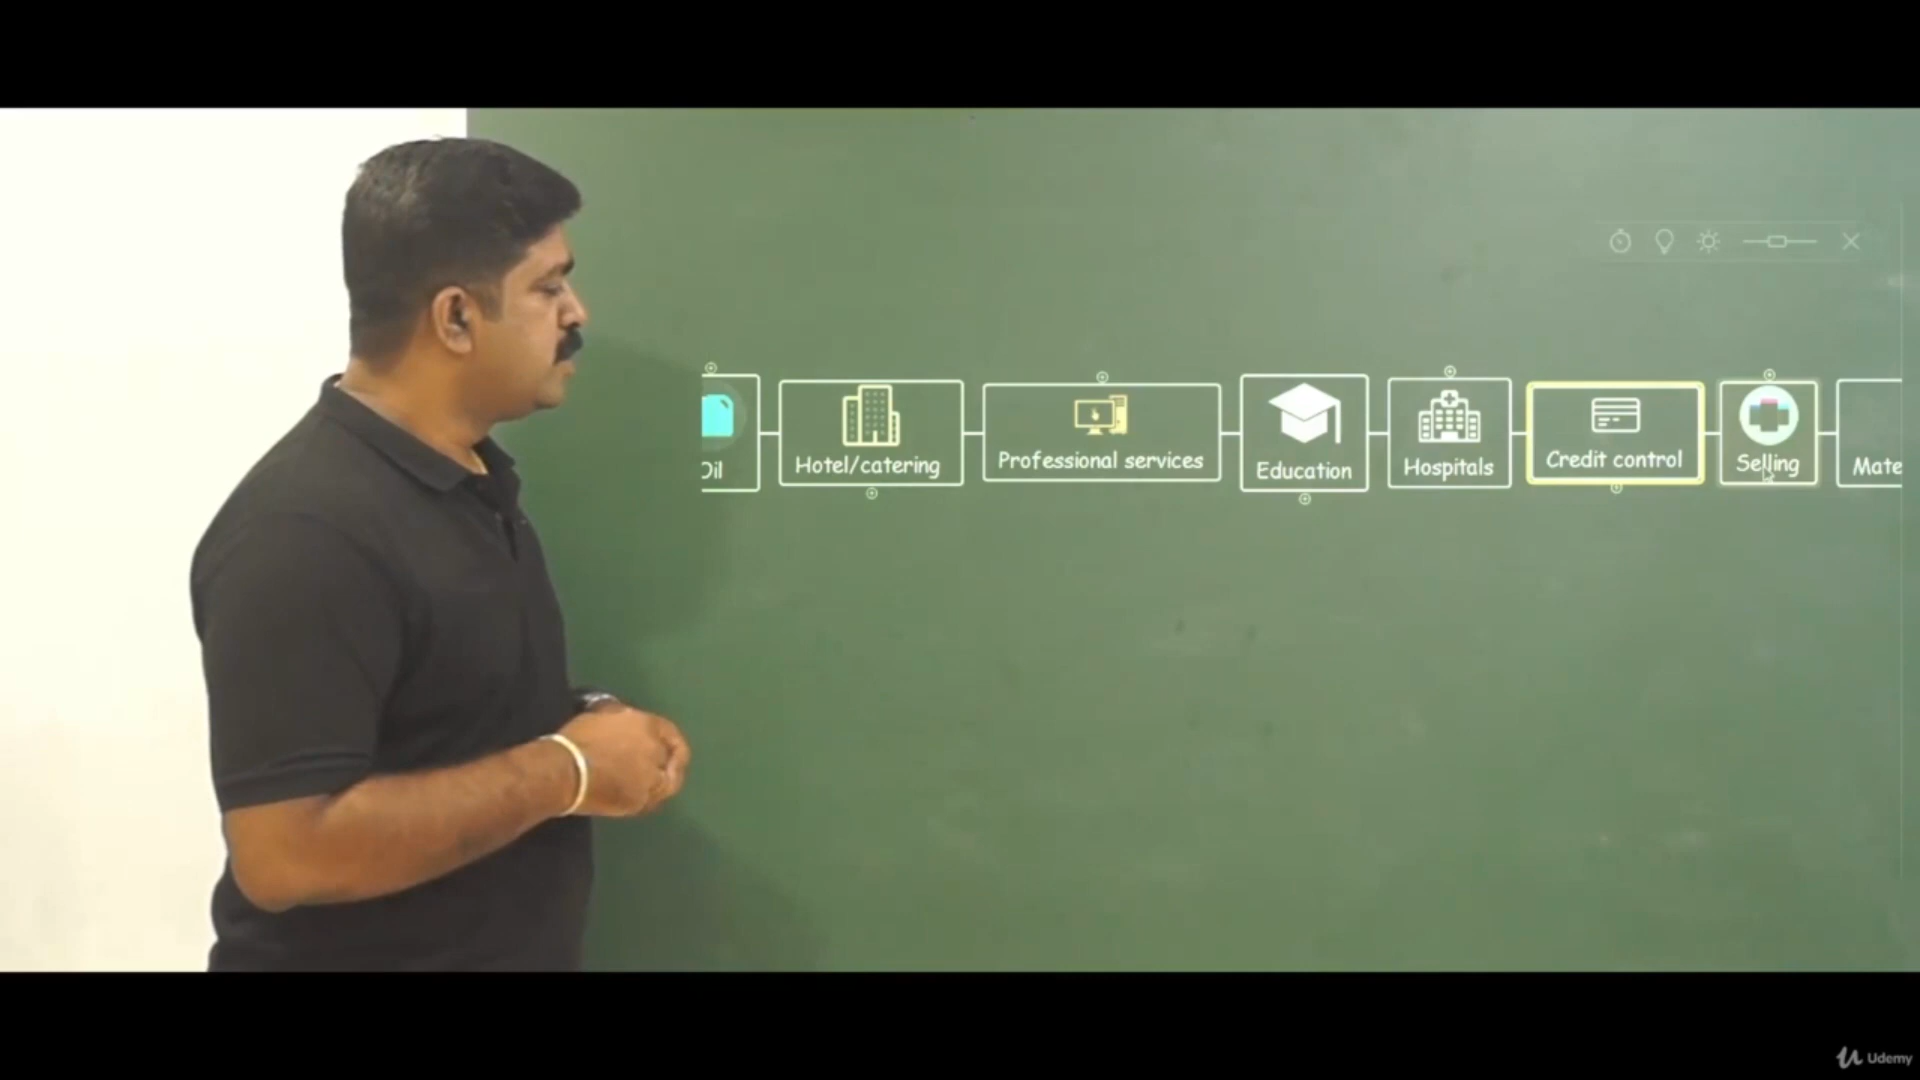 Oil
Hotel/catering
Professional services
Education
Hospitals
Credit control
Selling
Mate
Udemy